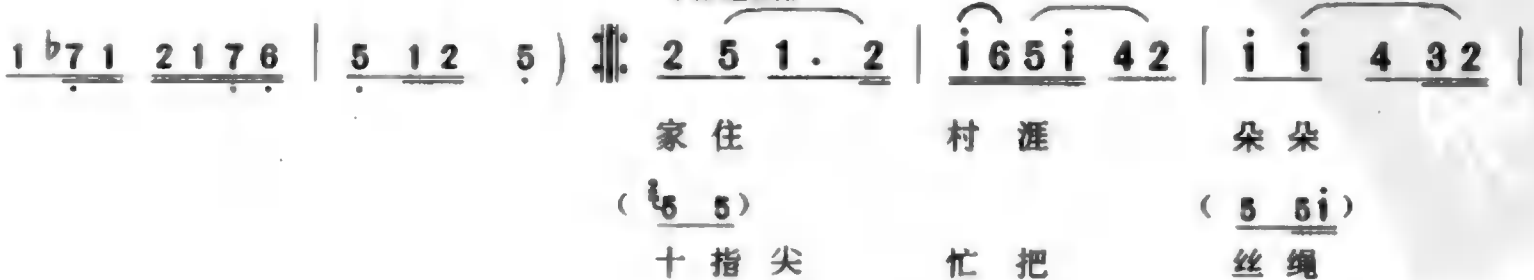 1 ♭7̣ 1 2 1 7̣ 6̣ | 5̣ 1 2 5̣ ) 𝄆 2 5 1 · 2 | i̇ 6 5 i̇ 4 2 | i̇ i̇ 4 3 2 |
家 住 村 涯 朵 朵
( 5 5 ) ( 5 5 i̇ )
十 指 尖 忙 把 丝 绳